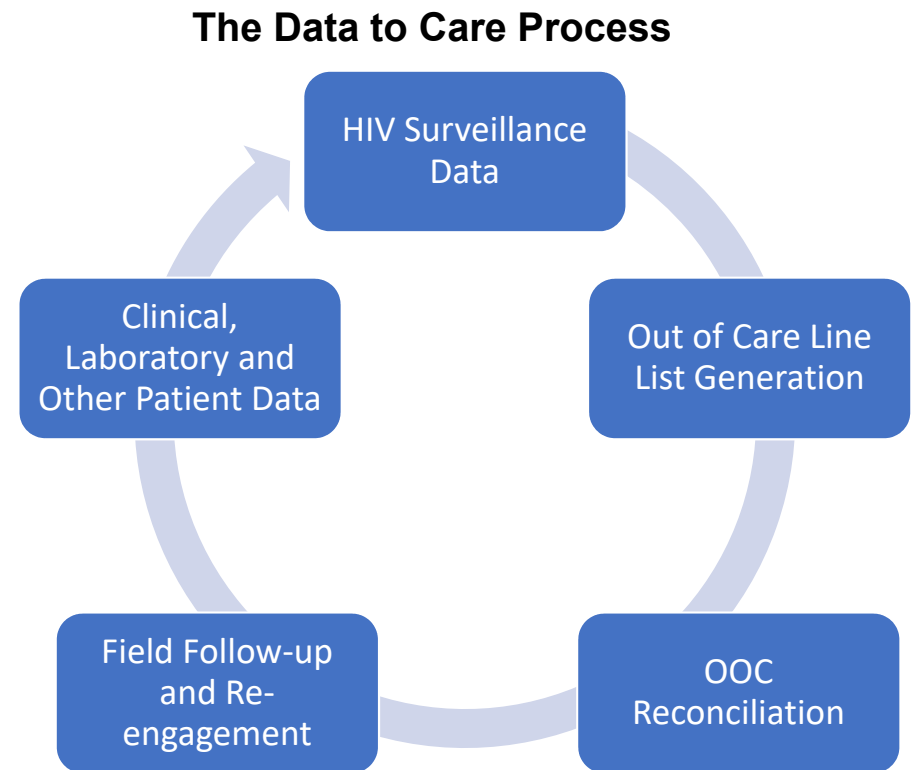 The Data to Care Process
HIV Surveillance
Data
Out of Care Line
List Generation
OOC
Reconciliation
Field Follow-up
and Re-
engagement
Clinical,
Laboratory and
Other Patient Data